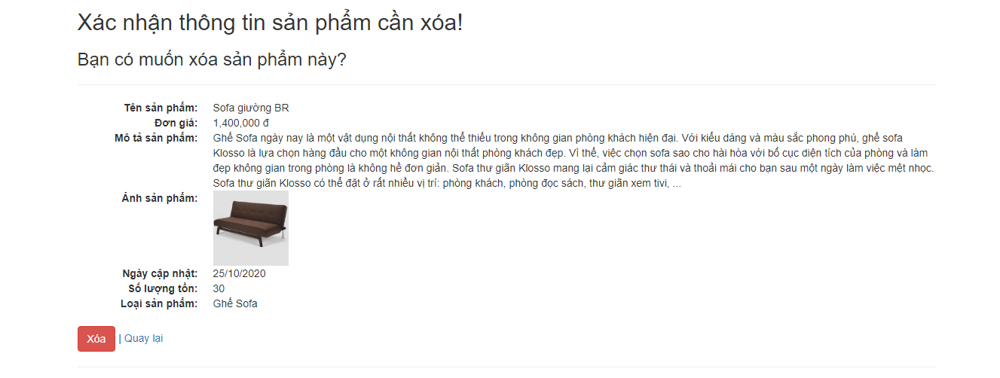 Xác nhận thông tin sản phẩm cần xóa!
Bạn có muốn xóa sản phẩm này?
Tên sản phẩm: Sofa giường BR
Đơn giá: 1,400,000 đ
Mô tả sản phẩm: Ghế Sofa ngày nay là một vật dụng nội thất không thể thiếu trong không gian phòng khách hiện đại. Với kiểu dáng và màu sắc phong phú, ghế sofa
Klosso là lựa chọn hàng đầu cho một không gian nội thất phòng khách đẹp. Vì thế, việc chọn sofa sao cho hài hòa với bố cục diện tích của phòng và làm
đẹp không gian trong phòng là không hề đơn giản. Sofa thư giãn Klosso mang lại cảm giác thư thái và thoải mái cho bạn sau một ngày làm việc mệt nhọc.
Sofa thư giãn Klosso có thể đặt ở rất nhiều vị trí: phòng khách, phòng đọc sách, thư giãn xem tivi, ...
Ảnh sản phẩm:
Ngày cập nhật: 25/10/2020
Số lượng tồn: 30
Loại sản phẩm: Ghế Sofa
Xóa | Quay lại